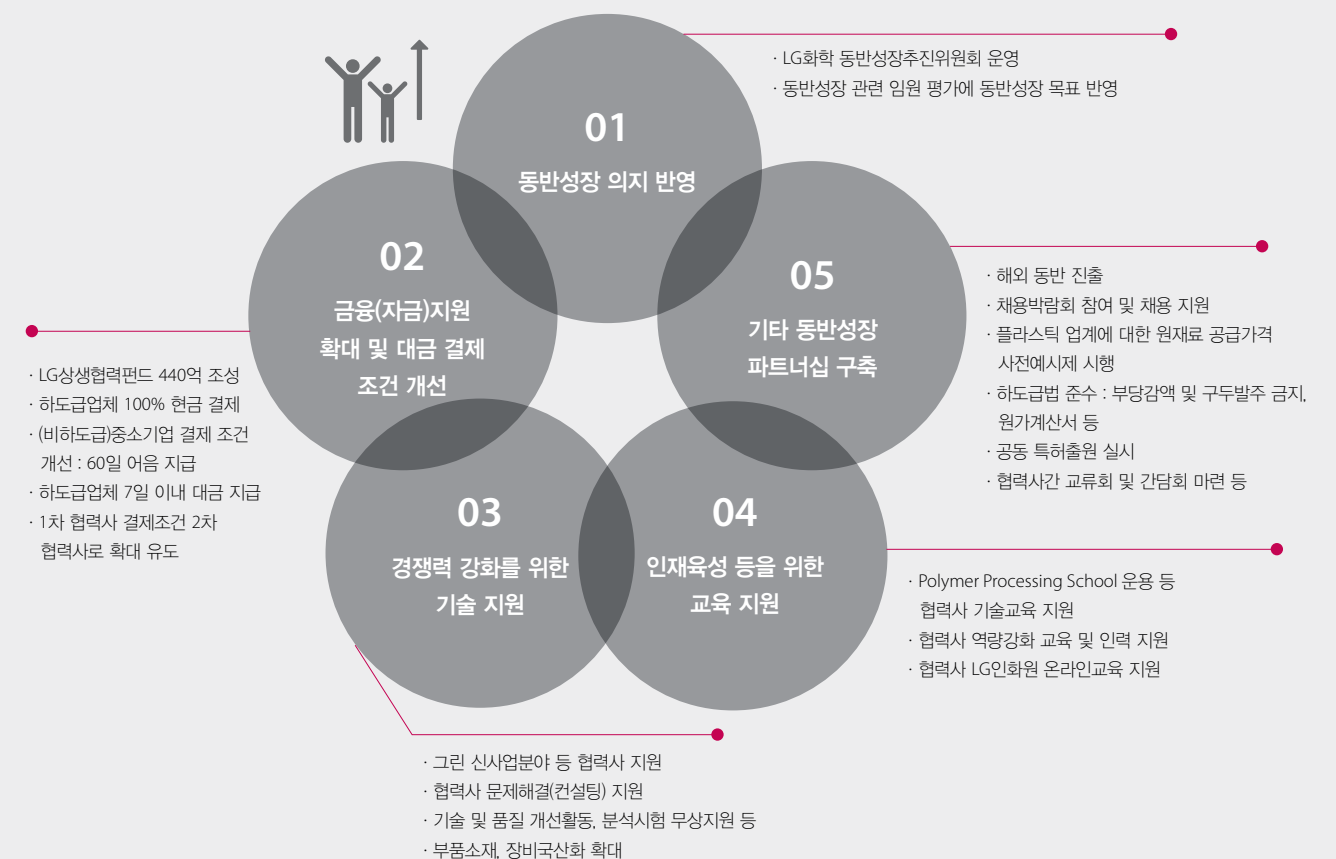 01
동반성장 의지 반영
· LG화학 동반성장추진위원회 운영
· 동반성장 관련 임원 평가에 동반성장 목표 반영
02
금융(자금)지원
확대 및 대금 결제
조건 개선
· LG상생협력펀드 440억 조성
· 하도급업체 100% 현금 결제
· (비하도급)중소기업 결제 조건
개선 : 60일 어음 지급
· 하도급업체 7일 이내 대금 지급
· 1차 협력사 결제조건 2차
협력사로 확대 유도
03
경쟁력 강화를 위한
기술 지원
· 그린 신사업분야 등 협력사 지원
· 협력사 문제해결(컨설팅) 지원
· 기술 및 품질 개선활동, 분석시험 무상지원 등
· 부품소재, 장비국산화 확대
04
인재육성 등을 위한
교육 지원
· Polymer Processing School 운용 등
협력사 기술교육 지원
· 협력사 역량강화 교육 및 인력 지원
· 협력사 LG인화원 온라인교육 지원
05
기타 동반성장
파트너십 구축
· 해외 동반 진출
· 채용박람회 참여 및 채용 지원
· 플라스틱 업계에 대한 원재료 공급가격
사전예시제 시행
· 하도급법 준수 : 부당감액 및 구두발주 금지,
원가계산서 등
· 공동 특허출원 실시
· 협력사간 교류회 및 간담회 마련 등